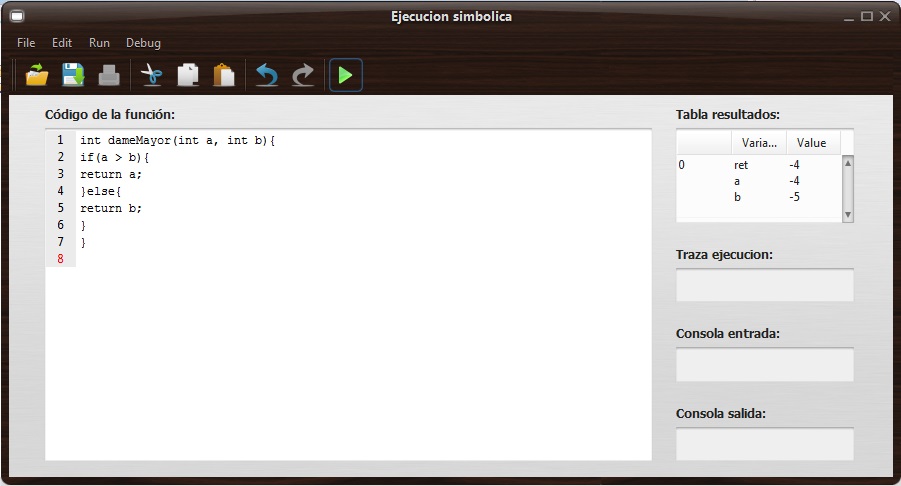 Ejecucion simbolica
File Edit Run Debug
Código de la función:
1 int dameMayor(int a, int b){
2 if(a > b){
3 return a;
4 }else{
5 return b;
6 }
7 }
8
Tabla resultados:
Varia... Value
0 ret -4
a -4
b -5
Traza ejecucion:
Consola entrada:
Consola salida: